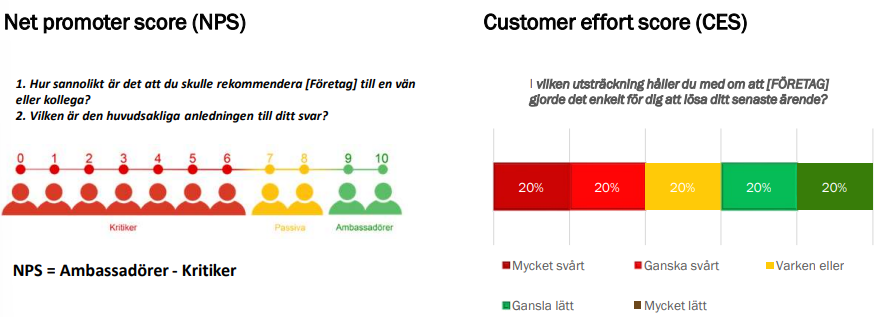 Net promoter score (NPS)
1. Hur sannolikt är det att du skulle rekommendera [Företag] till en vän
eller kollega?
2. Vilken är den huvudsakliga anledningen till ditt svar?
0 1 2 3 4 5 6 7 8 9 10
Kritiker Passiva Ambassadörer
NPS = Ambassadörer - Kritiker
Customer effort score (CES)
I vilken utsträckning håller du med om att [FÖRETAG]
gjorde det enkelt för dig att lösa ditt senaste ärende?
20% 20% 20% 20% 20%
Mycket svårt Ganska svårt Varken eller
Gansla lätt Mycket lätt